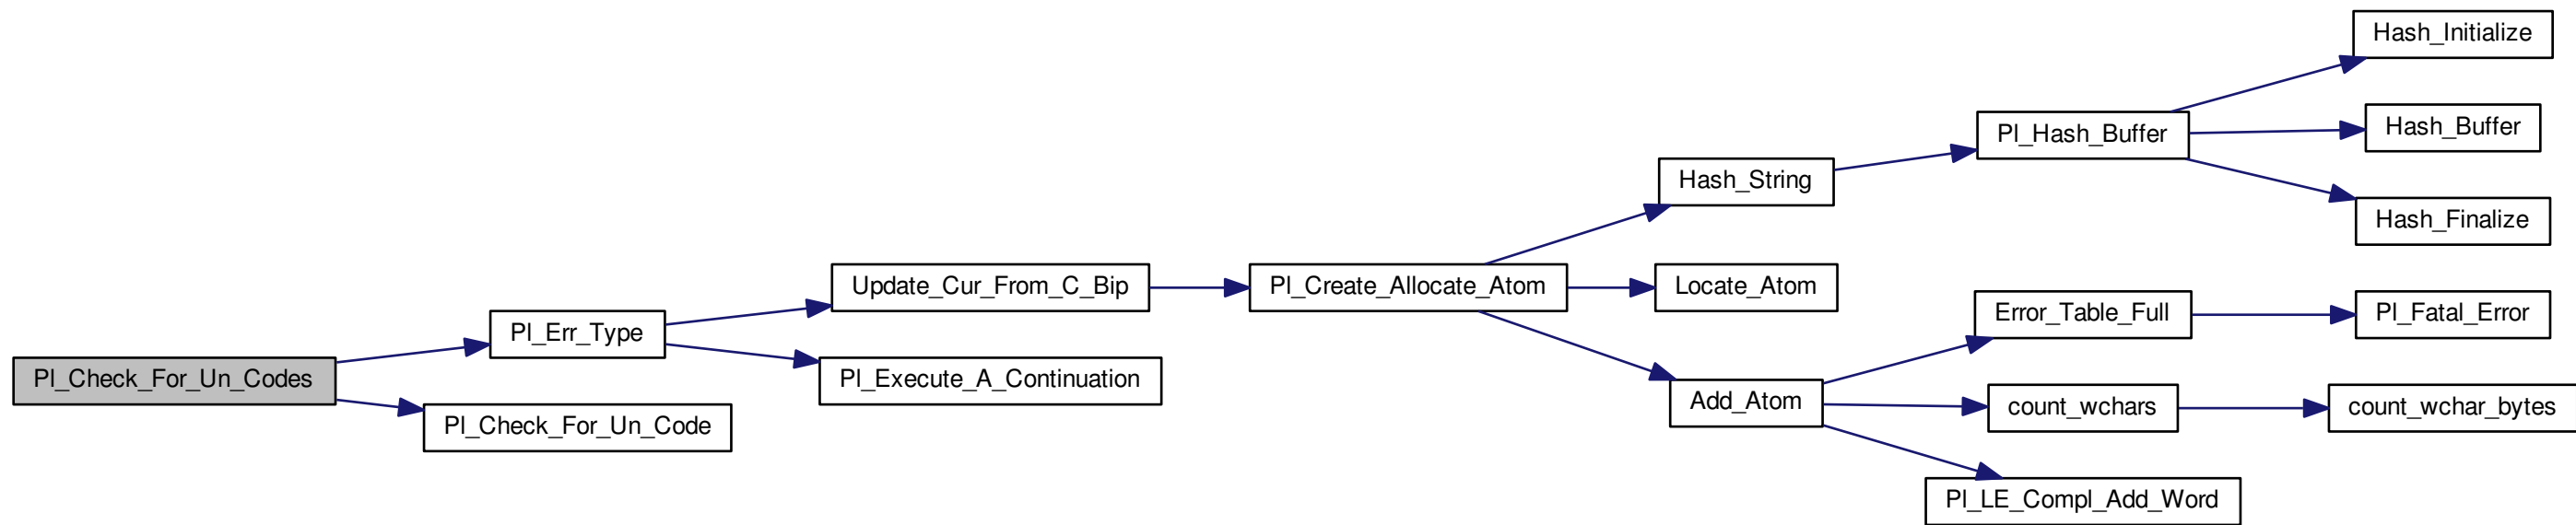 Hash_Initialize
Hash_Buffer
Pl_Hash_Buffer
Hash_String
Hash_Finalize
Update_Cur_From_C_Bip
Pl_Create_Allocate_Atom
Locate_Atom
Error_Table_Full
Pl_Fatal_Error
Pl_Err_Type
Pl_Check_For_Un_Codes
Pl_Execute_A_Continuation
Add_Atom
count_wchars
count_wchar_bytes
Pl_Check_For_Un_Code
Pl_LE_Compl_Add_Word